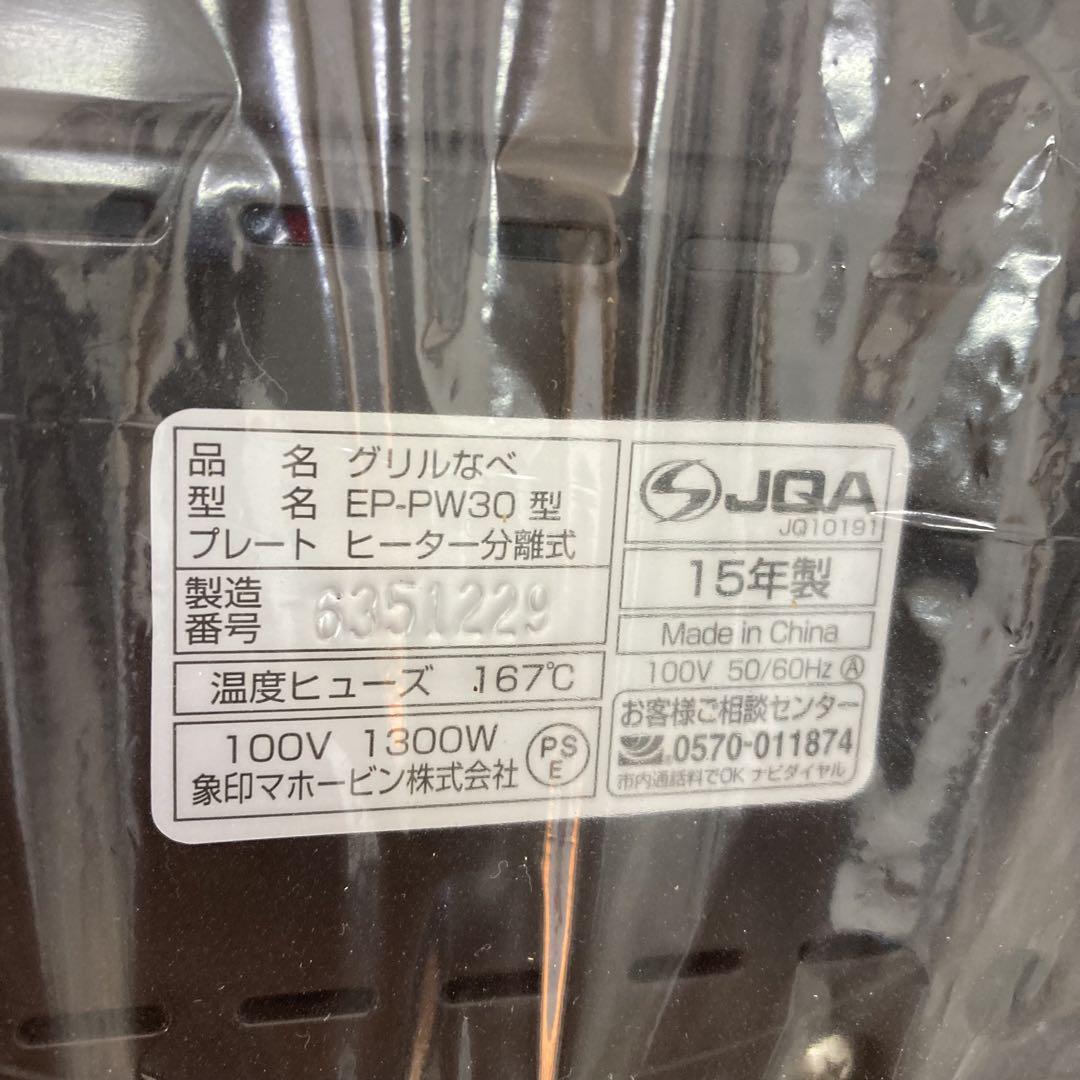 品名 グリルなべ
型名 EP-PW30 型
プレート ヒーター分離式
製造番号 6351229
温度ヒューズ 167℃
100V 1300W
象印マホービン株式会社
PSE
JQA
JQ10191
15年製
Made in China
100V 50/60Hz Ⓐ
お客様ご相談センター
0570-011874
市内通話料でOK ナビダイヤル